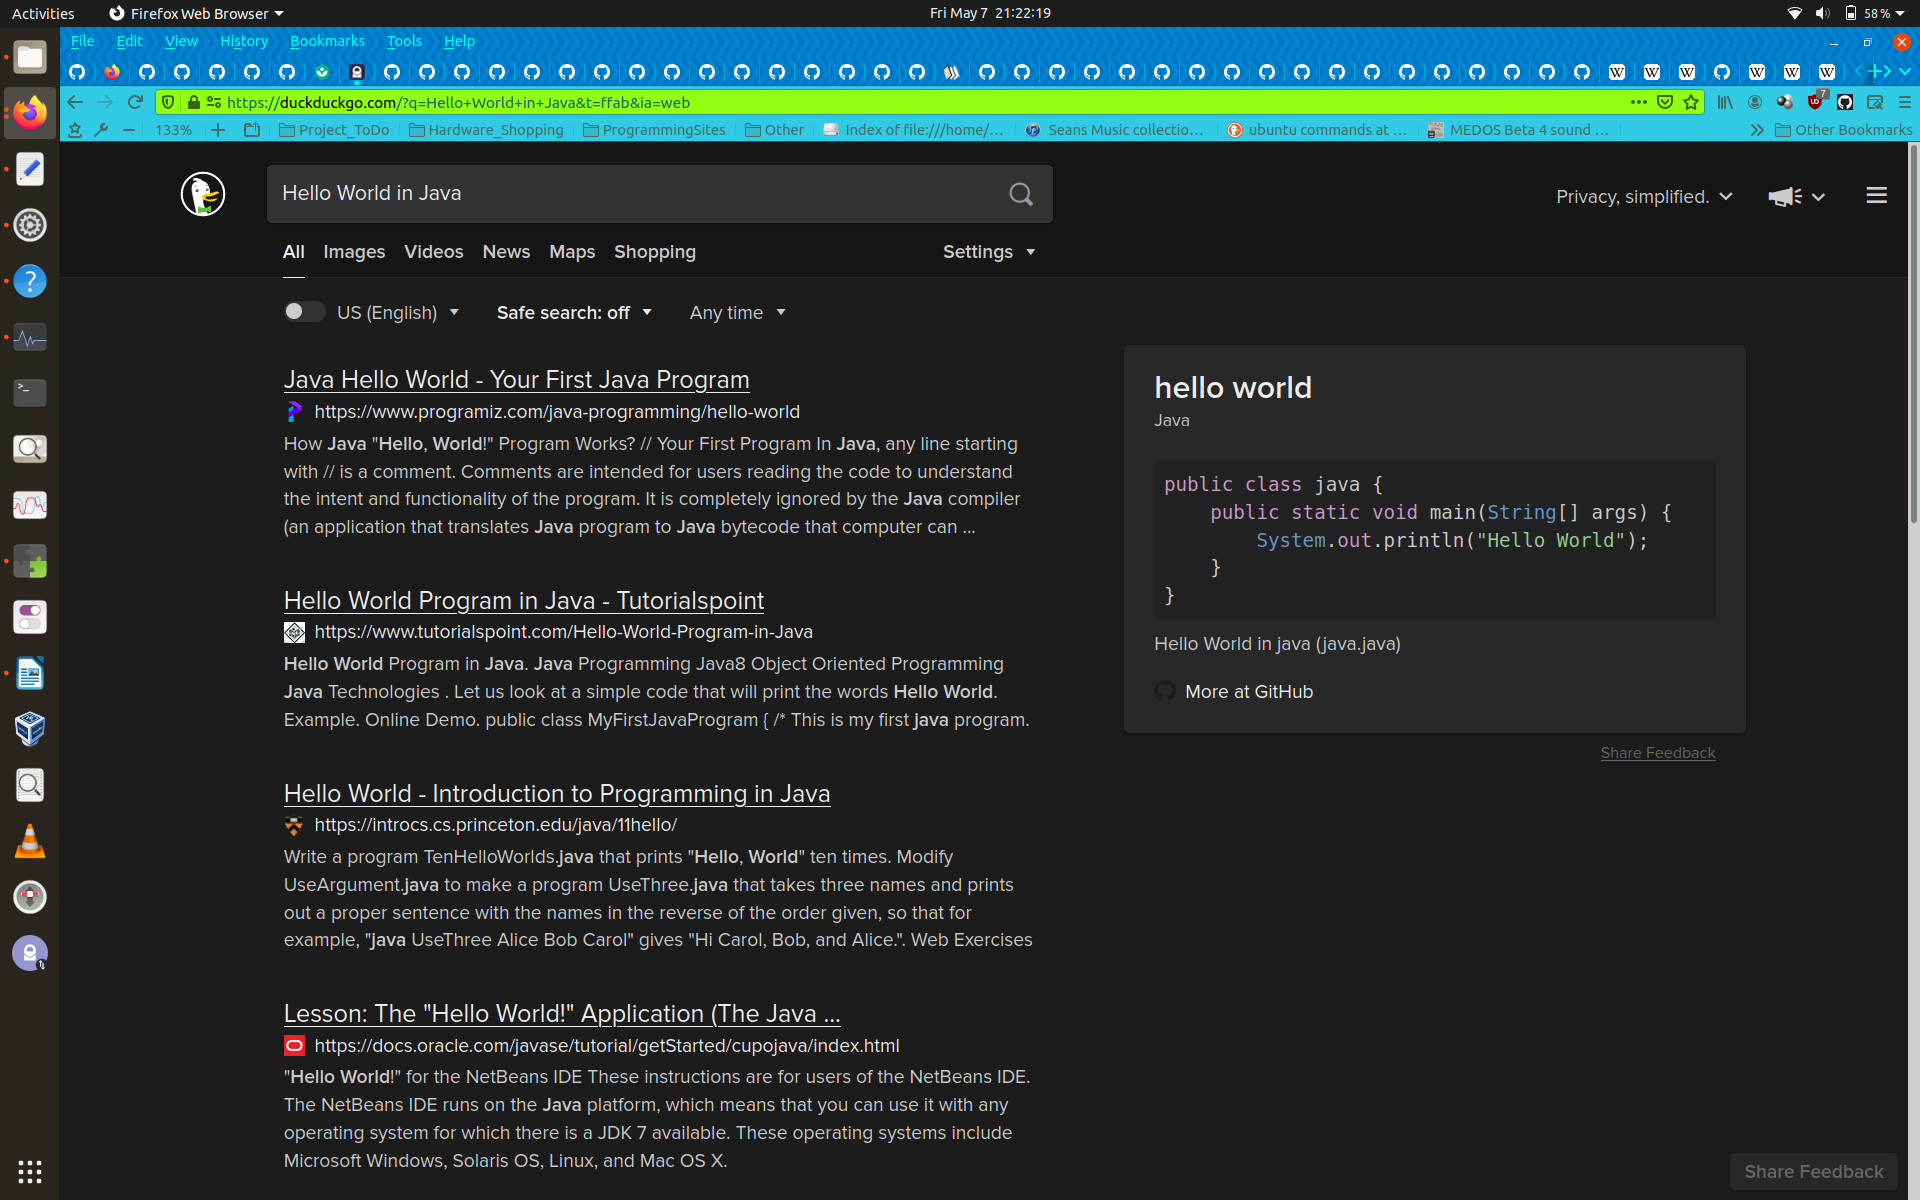 Activities
Firefox Web Browser
Fri May 7 21:22:19
58 %
File Edit View History Bookmarks Tools Help
https://duckduckgo.com/?q=Hello+World+in+Java&t=ffab&ia=web
7
133%
Project_ToDo
Hardware_Shopping
ProgrammingSites
Other
Index of file:///home/...
Seans Music collectio...
ubuntu commands at ...
MEDOS Beta 4 sound ...
Other Bookmarks
Hello World in Java
Privacy, simplified.
All Images Videos News Maps Shopping
Settings
US (English)
Safe search: off
Any time
Java Hello World - Your First Java Program
https://www.programiz.com/java-programming/hello-world
How Java "Hello, World!" Program Works? // Your First Program In Java, any line starting
with // is a comment. Comments are intended for users reading the code to understand
the intent and functionality of the program. It is completely ignored by the Java compiler
(an application that translates Java program to Java bytecode that computer can ...
Hello World Program in Java - Tutorialspoint
https://www.tutorialspoint.com/Hello-World-Program-in-Java
Hello World Program in Java. Java Programming Java8 Object Oriented Programming
Java Technologies . Let us look at a simple code that will print the words Hello World.
Example. Online Demo. public class MyFirstJavaProgram { /* This is my first java program.
Hello World - Introduction to Programming in Java
https://introcs.cs.princeton.edu/java/11hello/
Write a program TenHelloWorlds.java that prints "Hello, World" ten times. Modify
UseArgument.java to make a program UseThree.java that takes three names and prints
out a proper sentence with the names in the reverse of the order given, so that for
example, "java UseThree Alice Bob Carol" gives "Hi Carol, Bob, and Alice.". Web Exercises
Lesson: The "Hello World!" Application (The Java ...
https://docs.oracle.com/javase/tutorial/getStarted/cupojava/index.html
"Hello World!" for the NetBeans IDE These instructions are for users of the NetBeans IDE.
The NetBeans IDE runs on the Java platform, which means that you can use it with any
operating system for which there is a JDK 7 available. These operating systems include
Microsoft Windows, Solaris OS, Linux, and Mac OS X.
hello world
Java
public class java {
    public static void main(String[] args) {
        System.out.println("Hello World");
    }
}
Hello World in java (java.java)
More at GitHub
Share Feedback
Share Feedback